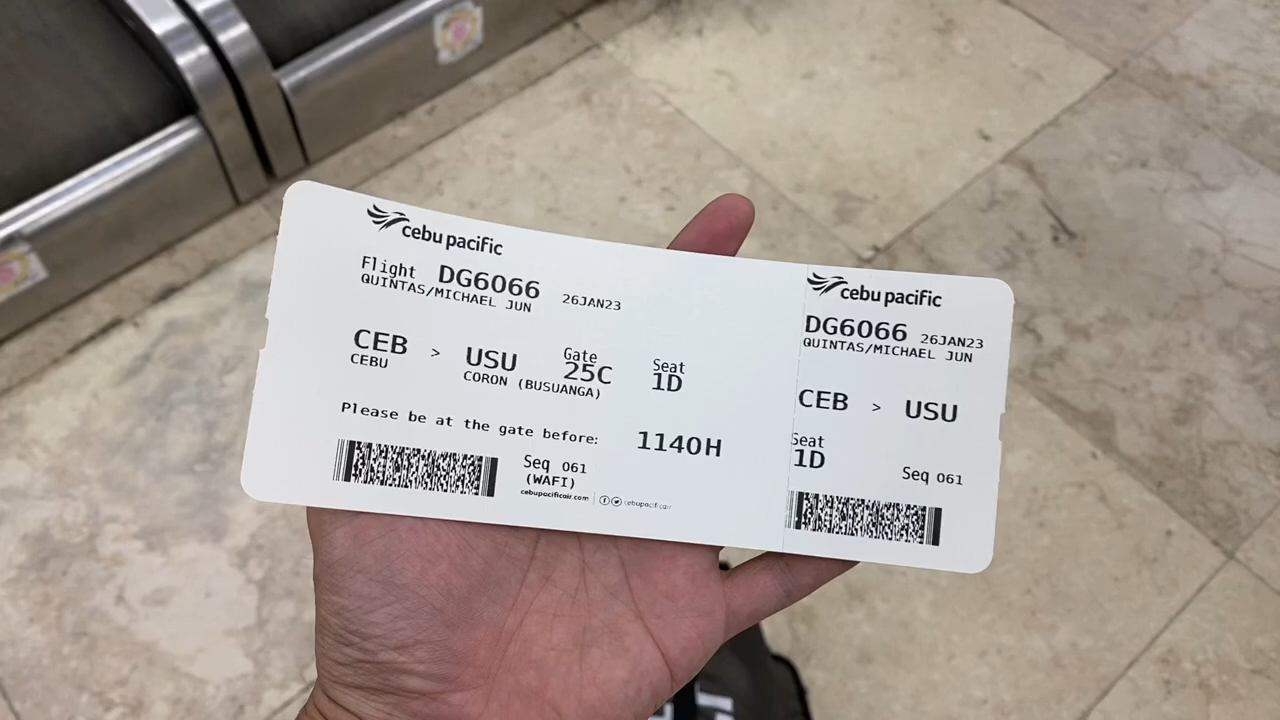 cebu pacific
Flight DG6066 26JAN23
QUINTAS/MICHAEL JUN
CEB > USU Gate 25C Seat 1D
CEBU CORON (BUSUANGA)
Please be at the gate before: 1140H
Seq 061
(WAFI)
cebupacificair.com cebupacificair
cebu pacific
DG6066 26JAN23
QUINTAS/MICHAEL JUN
CEB > USU
Seat
1D Seq 061